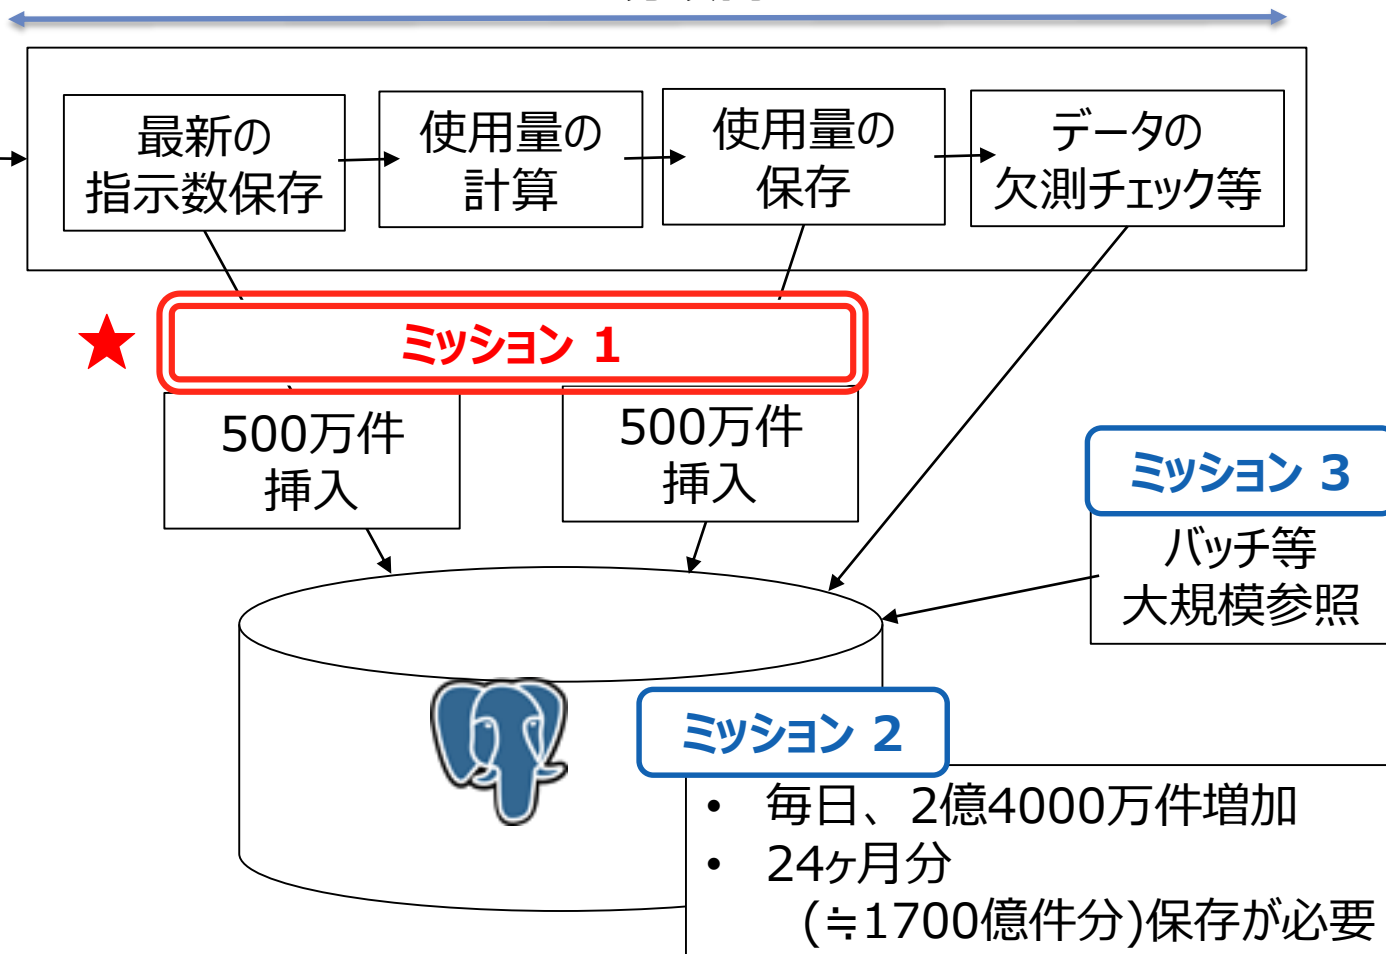 最新の
指示数保存
使用量の
計算
使用量の
保存
データの
欠測チェック等
ミッション 1
500万件
挿入
500万件
挿入
ミッション 3
バッチ等
大規模参照
ミッション 2
• 毎日、2億4000万件増加
• 24ヶ月分
(≒1700億件分)保存が必要